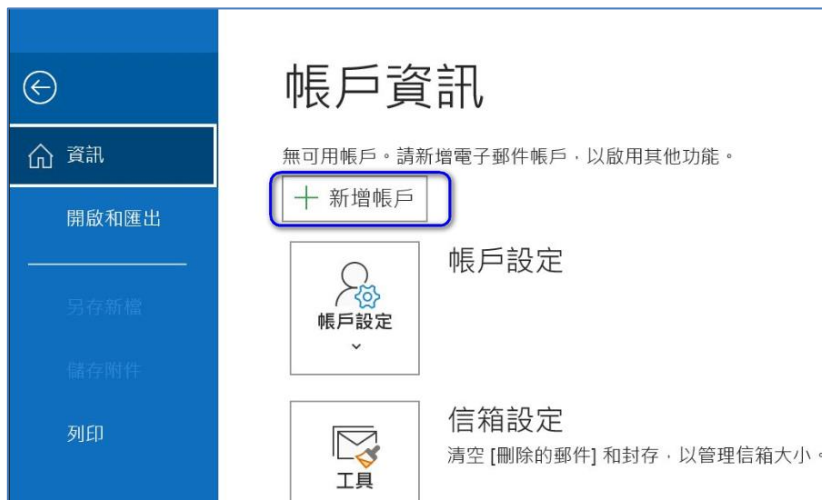 帳戶資訊
資訊
無可用帳戶。請新增電子郵件帳戶，以啟用其他功能。
新增帳戶
開啟和匯出
帳戶設定
帳戶設定
另存新檔
儲存附件
信箱設定
列印
清空 [刪除的郵件] 和封存，以管理信箱大小。
工具